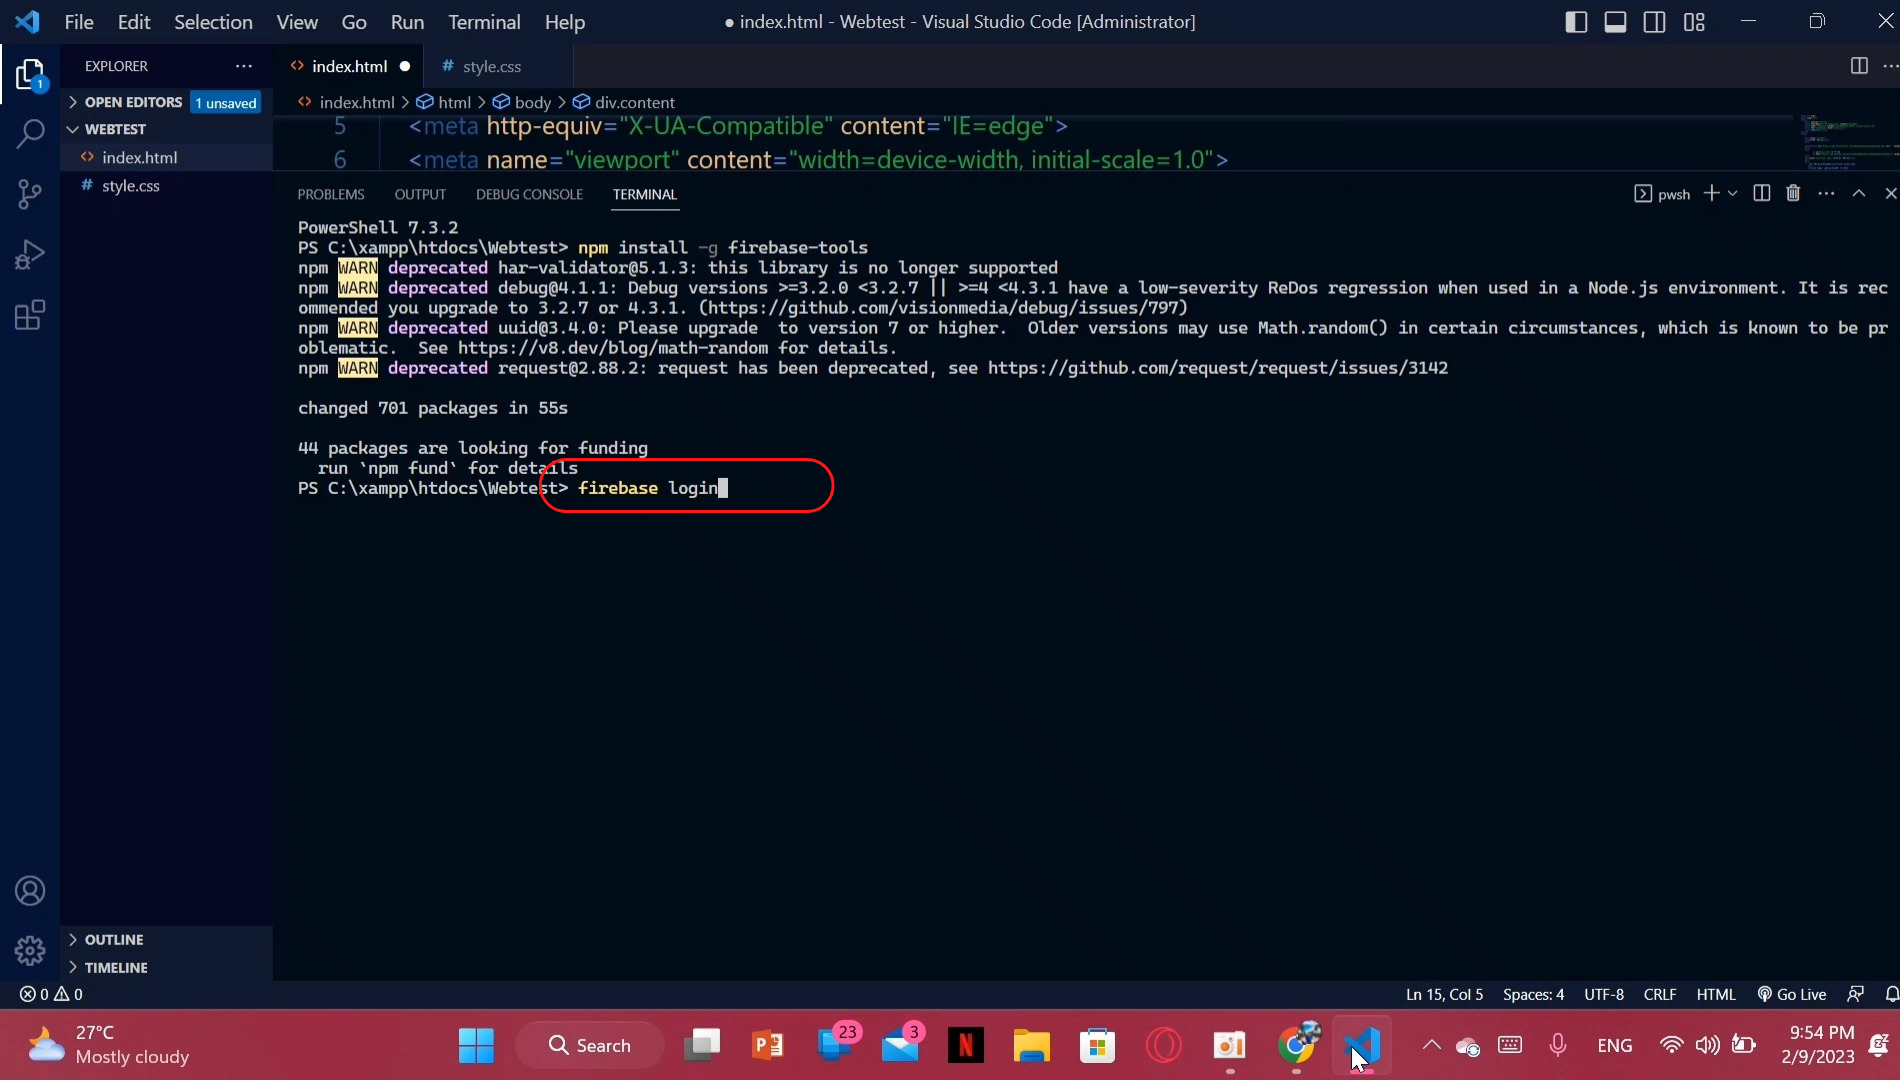 File Edit Selection View Go Run Terminal Help
● index.html - Webtest - Visual Studio Code [Administrator]
EXPLORER
index.html
# style.css
1
OPEN EDITORS 1 unsaved
index.html > html > body > div.content
WEBTEST
index.html
# style.css
5 <meta http-equiv="X-UA-Compatible" content="IE=edge">
6 <meta name="viewport" content="width=device-width, initial-scale=1.0">
PROBLEMS OUTPUT DEBUG CONSOLE TERMINAL
pwsh
PowerShell 7.3.2
PS C:\xampp\htdocs\Webtest> npm install -g firebase-tools
npm WARN deprecated har-validator@5.1.3: this library is no longer supported
npm WARN deprecated debug@4.1.1: Debug versions >=3.2.0 <3.2.7 || >=4 <4.3.1 have a low-severity ReDos regression when used in a Node.js environment. It is rec
ommended you upgrade to 3.2.7 or 4.3.1. (https://github.com/visionmedia/debug/issues/797)
npm WARN deprecated uuid@3.4.0: Please upgrade  to version 7 or higher.  Older versions may use Math.random() in certain circumstances, which is known to be pr
oblematic.  See https://v8.dev/blog/math-random for details.
npm WARN deprecated request@2.88.2: request has been deprecated, see https://github.com/request/request/issues/3142
changed 701 packages in 55s
44 packages are looking for funding
run `npm fund` for details
PS C:\xampp\htdocs\Webtest> firebase login
OUTLINE
TIMELINE
0 0
Ln 15, Col 5 Spaces: 4 UTF-8 CRLF HTML Go Live
27°C
Mostly cloudy
Search
P
23
3
N
ENG
9:54 PM
2/9/2023